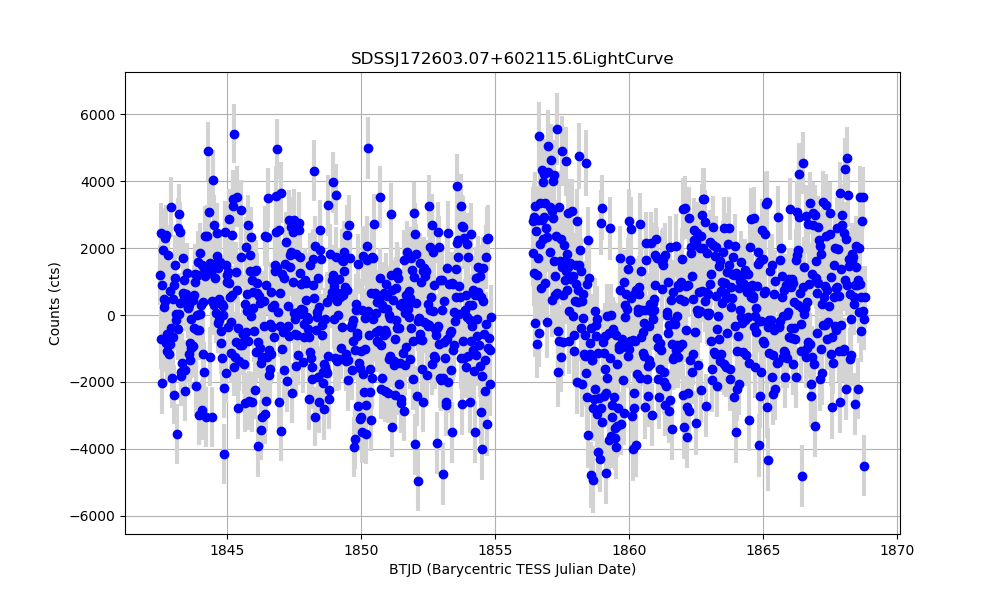 SDSSJ172603.07+602115.6LightCurve
6000
4000
2000
0
−2000
−4000
−6000
Counts (cts)
1845 1850 1855 1860 1865 1870
BTJD (Barycentric TESS Julian Date)